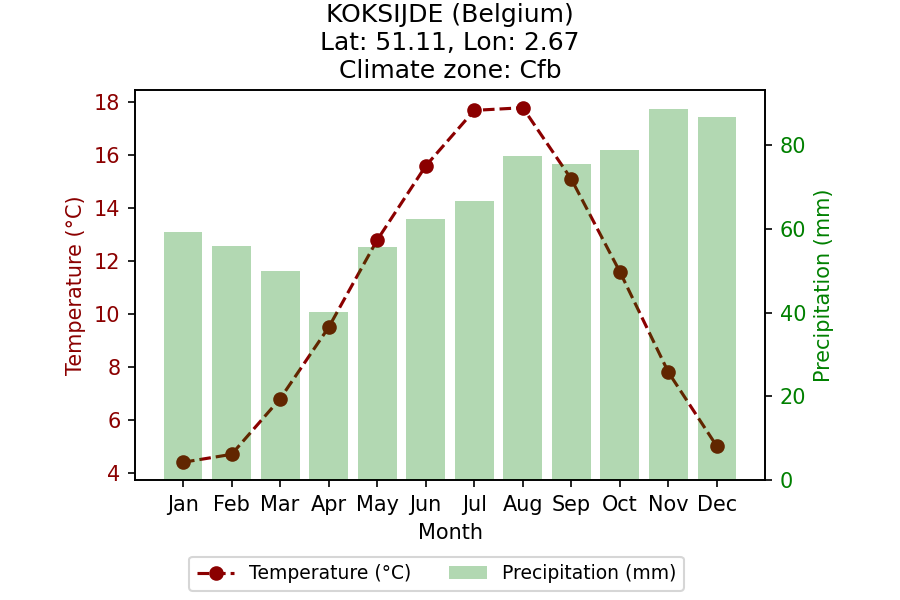 KOKSIJDE (Belgium)
Lat: 51.11, Lon: 2.67
Climate zone: Cfb
18
16
14
12
10
8
6
4
Temperature (°C)
80
60
40
20
0
Precipitation (mm)
Jan Feb Mar Apr May Jun Jul Aug Sep Oct Nov Dec
Month
Temperature (°C) Precipitation (mm)